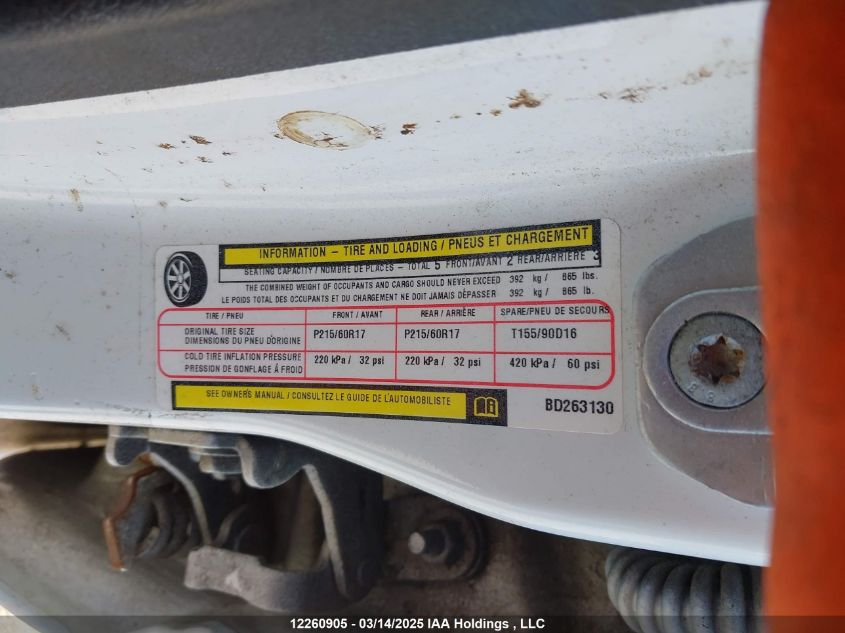 INFORMATION – TIRE AND LOADING / PNEUS ET CHARGEMENT
SEATING CAPACITY / NOMBRE DE PLACES – TOTAL 5 FRONT/AVANT 2 REAR/ARRIÈRE 3
THE COMBINED WEIGHT OF OCCUPANTS AND CARGO SHOULD NEVER EXCEED 392 kg / 865 lbs.
LE POIDS TOTAL DES OCCUPANTS ET DU CHARGEMENT NE DOIT JAMAIS DÉPASSER 392 kg / 865 lb.
TIRE / PNEU FRONT / AVANT REAR / ARRIÈRE SPARE/PNEU DE SECOURS
ORIGINAL TIRE SIZE P215/60R17 P215/60R17 T155/90D16
DIMENSIONS DU PNEU D'ORIGINE
COLD TIRE INFLATION PRESSURE 220 kPa / 32 psi 220 kPa / 32 psi 420 kPa / 60 psi
PRESSION DE GONFLAGE À FROID
SEE OWNER'S MANUAL / CONSULTEZ LE GUIDE DE L'AUTOMOBILISTE
BD263130
12260905 - 03/14/2025 IAA Holdings , LLC